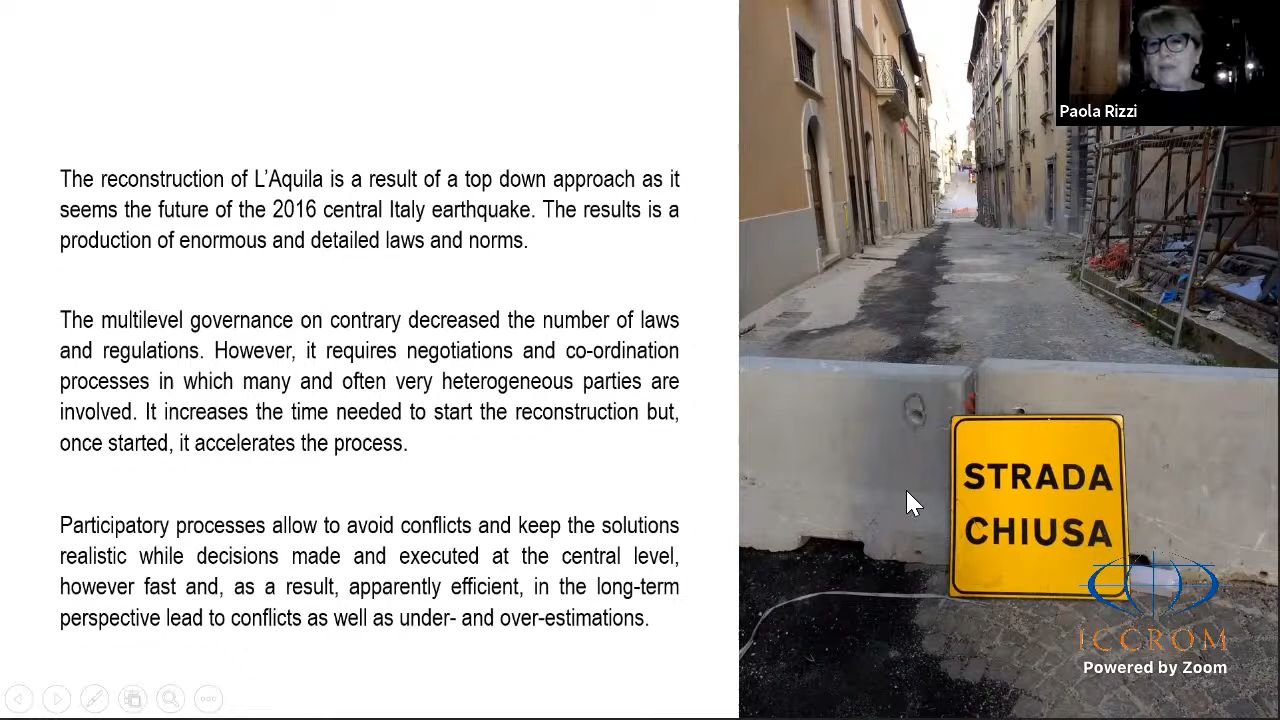 The reconstruction of L’Aquila is a result of a top down approach as it
seems the future of the 2016 central Italy earthquake. The results is a
production of enormous and detailed laws and norms.
The multilevel governance on contrary decreased the number of laws
and regulations. However, it requires negotiations and co-ordination
processes in which many and often very heterogeneous parties are
involved. It increases the time needed to start the reconstruction but,
once started, it accelerates the process.
Participatory processes allow to avoid conflicts and keep the solutions
realistic while decisions made and executed at the central level,
however fast and, as a result, apparently efficient, in the long-term
perspective lead to conflicts as well as under- and over-estimations.
Paola Rizzi
STRADA
CHIUSA
ICCROM
Powered by Zoom